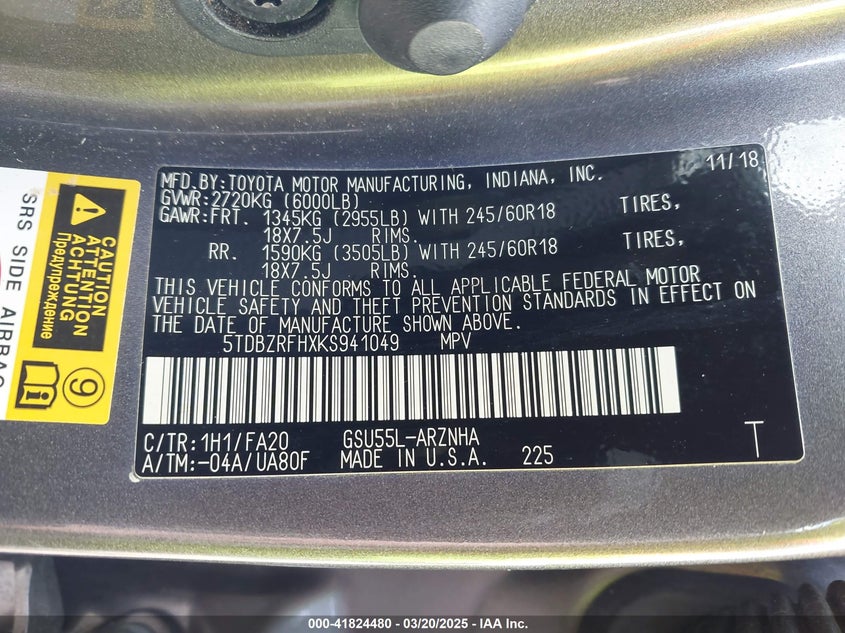 MFD.BY:TOYOTA MOTOR MANUFACTURING, INDIANA, INC. 11/18
GVWR:2720KG (6000LB)
GAWR:FRT. 1345KG (2955LB) WITH 245/60R18 TIRES,
18X7.5J RIMS.
RR. 1590KG (3505LB) WITH 245/60R18 TIRES,
18X7.5J RIMS.
THIS VEHICLE CONFORMS TO ALL APPLICABLE FEDERAL MOTOR
VEHICLE SAFETY AND THEFT PREVENTION STANDARDS IN EFFECT ON
THE DATE OF MANUFACTURE SHOWN ABOVE.
5TDBZRFHXKS941049 MPV
C/TR:1H1/FA20 GSU55L-ARZNHA
A/TM:-04A/UA80F MADE IN U.S.A. 225 T
SRS SIDE AIRBAG
CAUTION
ATTENTION
ACHTUNG
Предупреждение
9
000-41824480 - 03/20/2025 - IAA Inc.